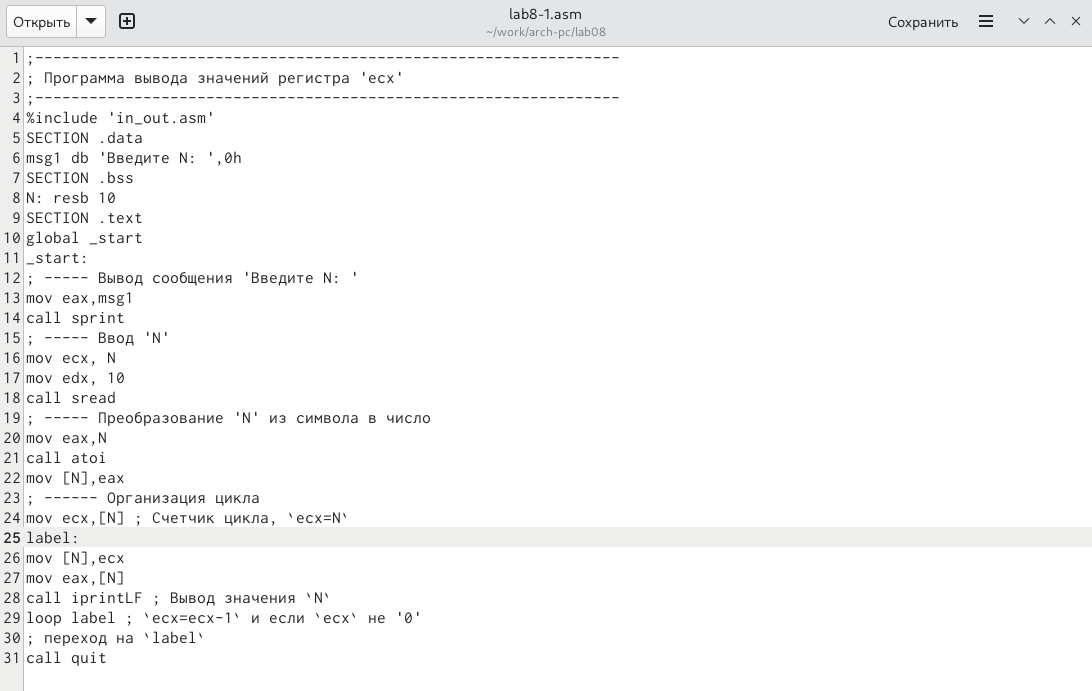 Открыть
lab8-1.asm
~/work/arch-pc/lab08
Сохранить
1 ;-----------------------------------------------------------------
2 ; Программа вывода значений регистра 'ecx'
3 ;-----------------------------------------------------------------
4 %include 'in_out.asm'
5 SECTION .data
6 msg1 db 'Введите N: ',0h
7 SECTION .bss
8 N: resb 10
9 SECTION .text
10 global _start
11 _start:
12 ; ----- Вывод сообщения 'Введите N: '
13 mov eax,msg1
14 call sprint
15 ; ----- Ввод 'N'
16 mov ecx, N
17 mov edx, 10
18 call sread
19 ; ----- Преобразование 'N' из символа в число
20 mov eax,N
21 call atoi
22 mov [N],eax
23 ; ------ Организация цикла
24 mov ecx,[N] ; Счетчик цикла, `ecx=N`
25 label:
26 mov [N],ecx
27 mov eax,[N]
28 call iprintLF ; Вывод значения `N`
29 loop label ; `ecx=ecx-1` и если `ecx` не '0'
30 ; переход на `label`
31 call quit